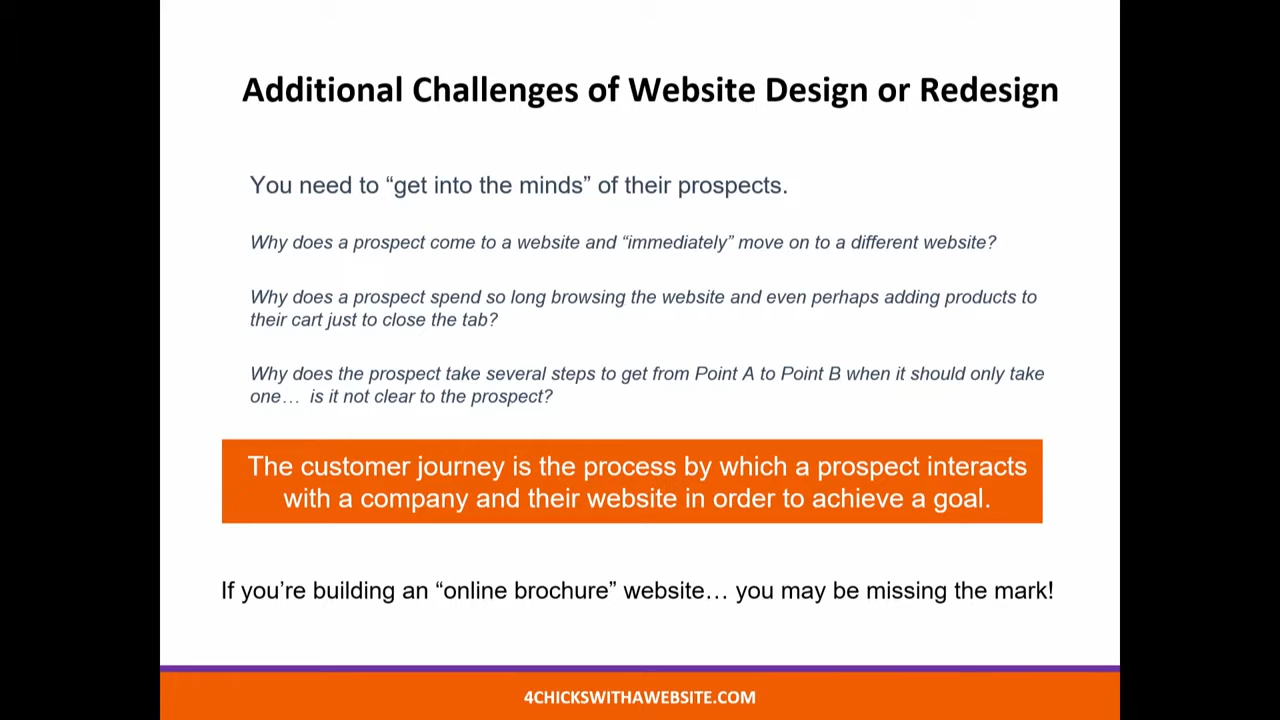 Additional Challenges of Website Design or Redesign
You need to “get into the minds” of their prospects.
Why does a prospect come to a website and “immediately” move on to a different website?
Why does a prospect spend so long browsing the website and even perhaps adding products to
their cart just to close the tab?
Why does the prospect take several steps to get from Point A to Point B when it should only take
one…  is it not clear to the prospect?
The customer journey is the process by which a prospect interacts
with a company and their website in order to achieve a goal.
If you’re building an “online brochure” website… you may be missing the mark!
4CHICKSWITHAWEBSITE.COM